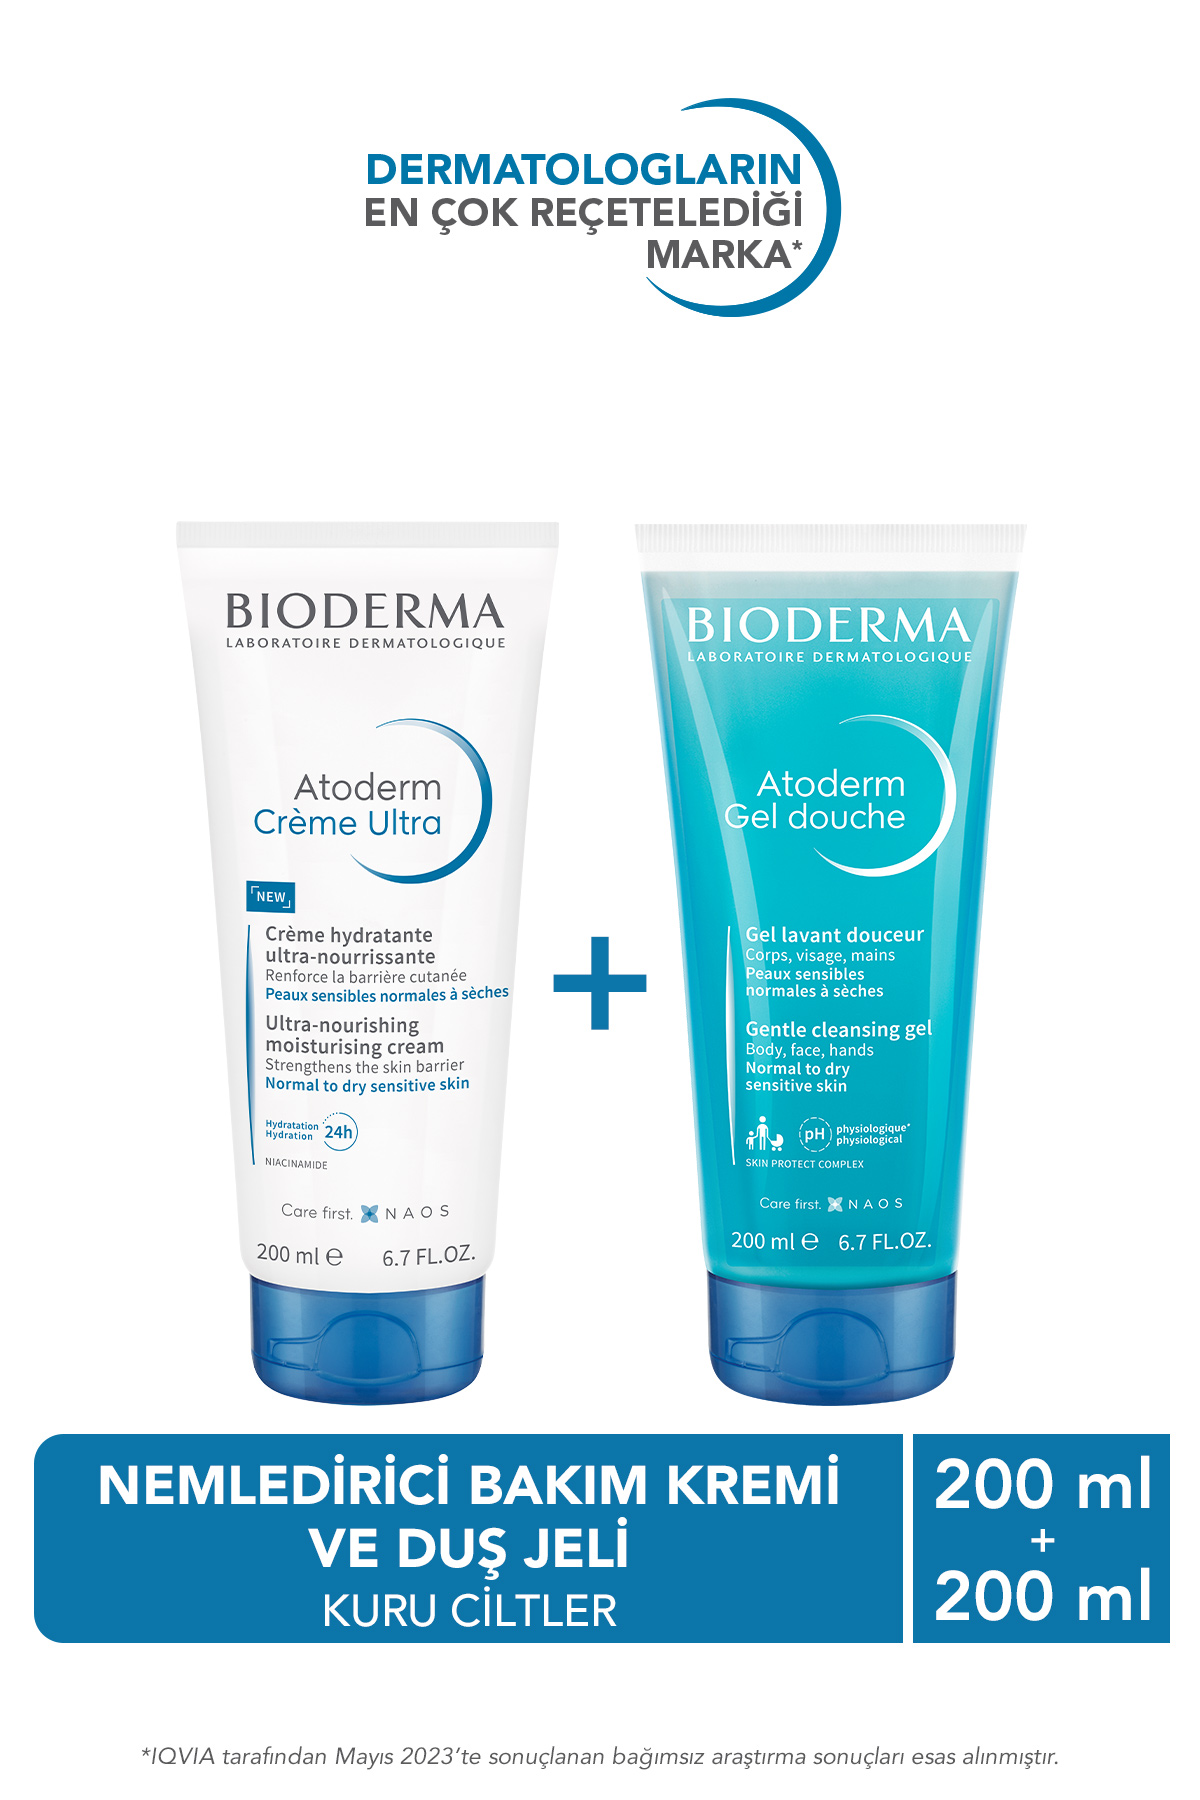 DERMATOLOGLARIN
EN ÇOK REÇETELEDİĞİ
MARKA*
BIODERMA
LABORATOIRE DERMATOLOGIQUE
Atoderm
Crème Ultra
NEW
Crème hydratante
ultra-nourrissante
Renforce la barrière cutanée
Peaux sensibles normales à sèches
Ultra-nourishing
moisturising cream
Strengthens the skin barrier
Normal to dry sensitive skin
Hydratation
Hydration
24h
NIACINAMIDE
Care first. NAOS
200 ml ℮ 6.7 FL.OZ.
+
BIODERMA
LABORATOIRE DERMATOLOGIQUE
Atoderm
Gel douche
Gel lavant douceur
Corps, visage, mains
Peaux sensibles
normales à sèches
Gentle cleansing gel
Body, face, hands
Normal to dry
sensitive skin
pH
physiologique*
physiological
SKIN PROTECT COMPLEX
Care first. NAOS
200 ml ℮ 6.7 FL.OZ.
NEMLEDİRİCİ BAKIM KREMİ
VE DUŞ JELİ
KURU CİLTLER
200 ml
+
200 ml
*IQVIA tarafından Mayıs 2023’te sonuçlanan bağımsız araştırma sonuçları esas alınmıştır.